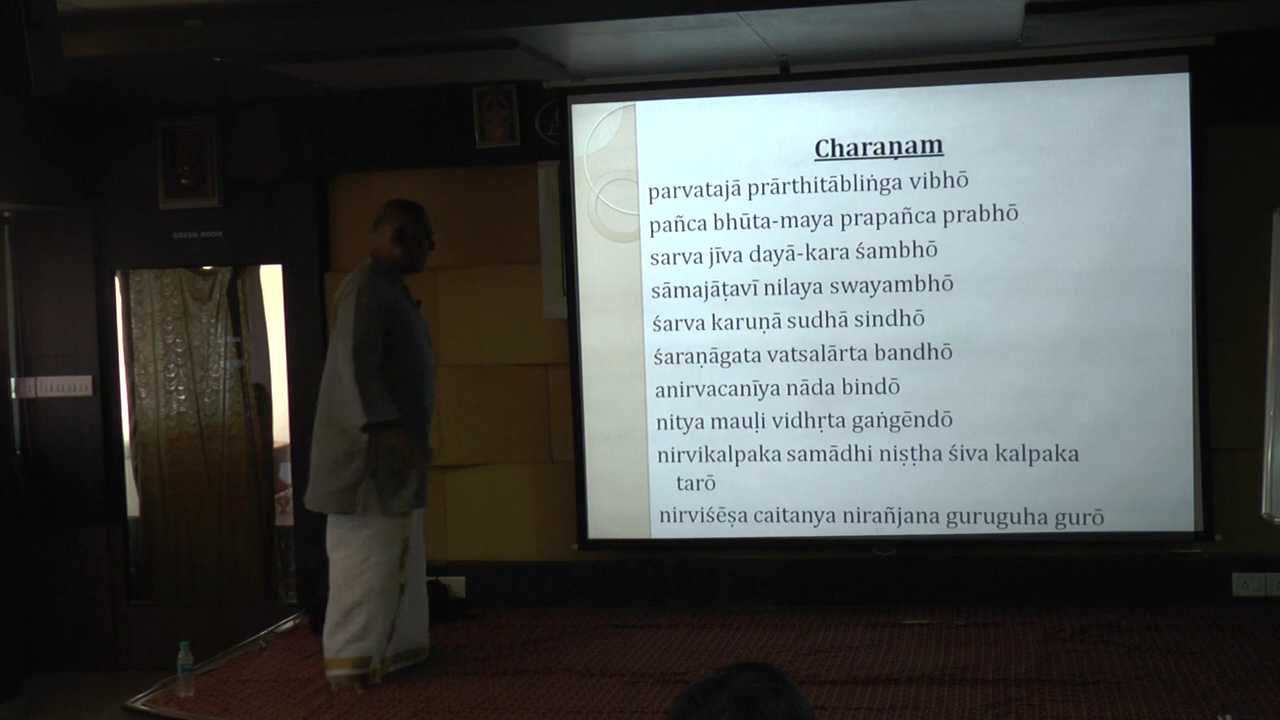 GREEN ROOM
Charaṇam
parvatajā prārthitābliṅga vibhō
pañca bhūta-maya prapañca prabhō
sarva jīva dayā-kara śambhō
sāmajāṭavī nilaya swayambhō
śarva karuṇā sudhā sindhō
śaraṇāgata vatsalārta bandhō
anirvacanīya nāda bindō
nitya mauḷi vidhṛta gaṅgēndō
nirvikalpaka samādhi niṣṭha śiva kalpaka
tarō
nirviśēṣa caitanya nirañjana guruguha gurō